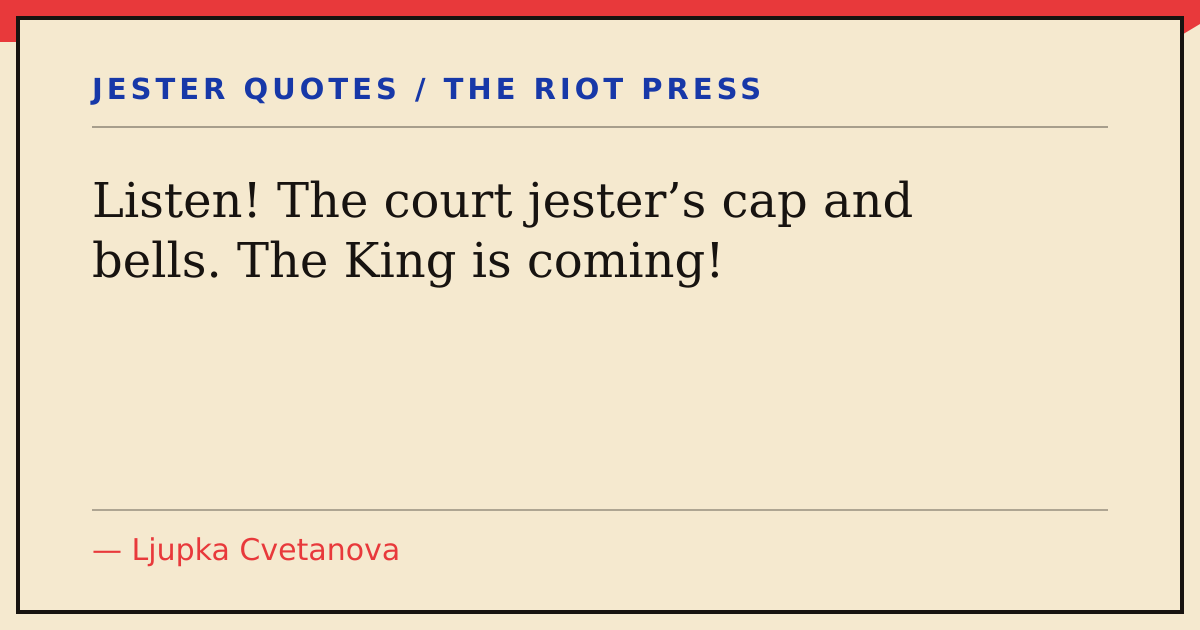 JESTER QUOTES / THE RIOT PRESS
Listen! The court jester’s cap and
bells. The King is coming!
— Ljupka Cvetanova